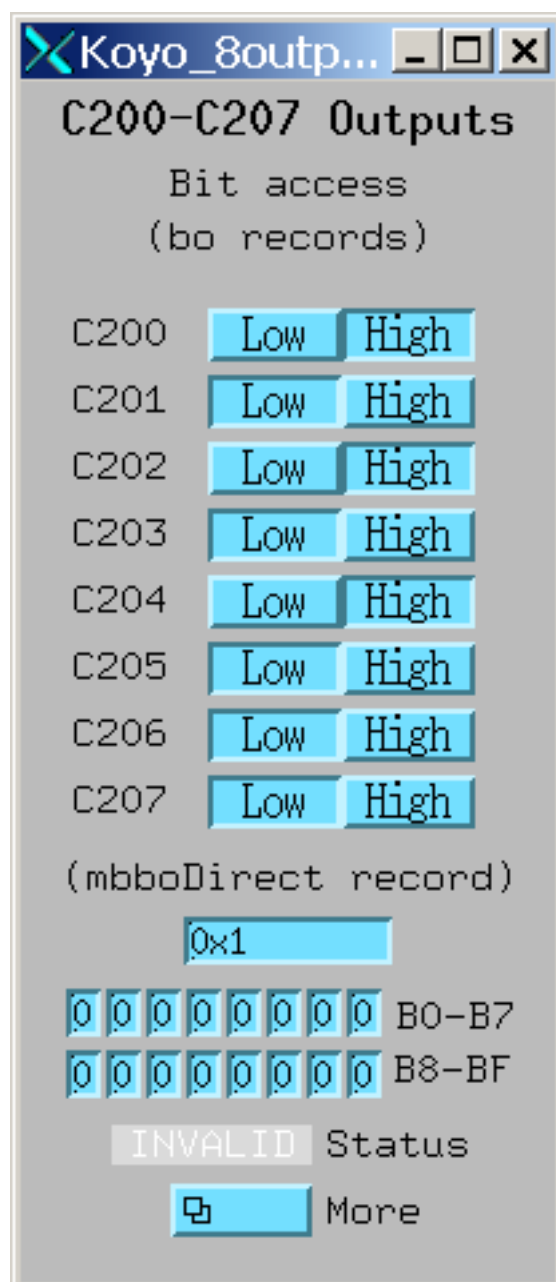 Koyo_8outp...
C200-C207 Outputs
Bit access
(bo records)
C200 Low High
C201 Low High
C202 Low High
C203 Low High
C204 Low High
C205 Low High
C206 Low High
C207 Low High
(mbboDirect record)
0x1
0 0 0 0 0 0 0 0 B0-B7
0 0 0 0 0 0 0 0 B8-BF
INVALID Status
More